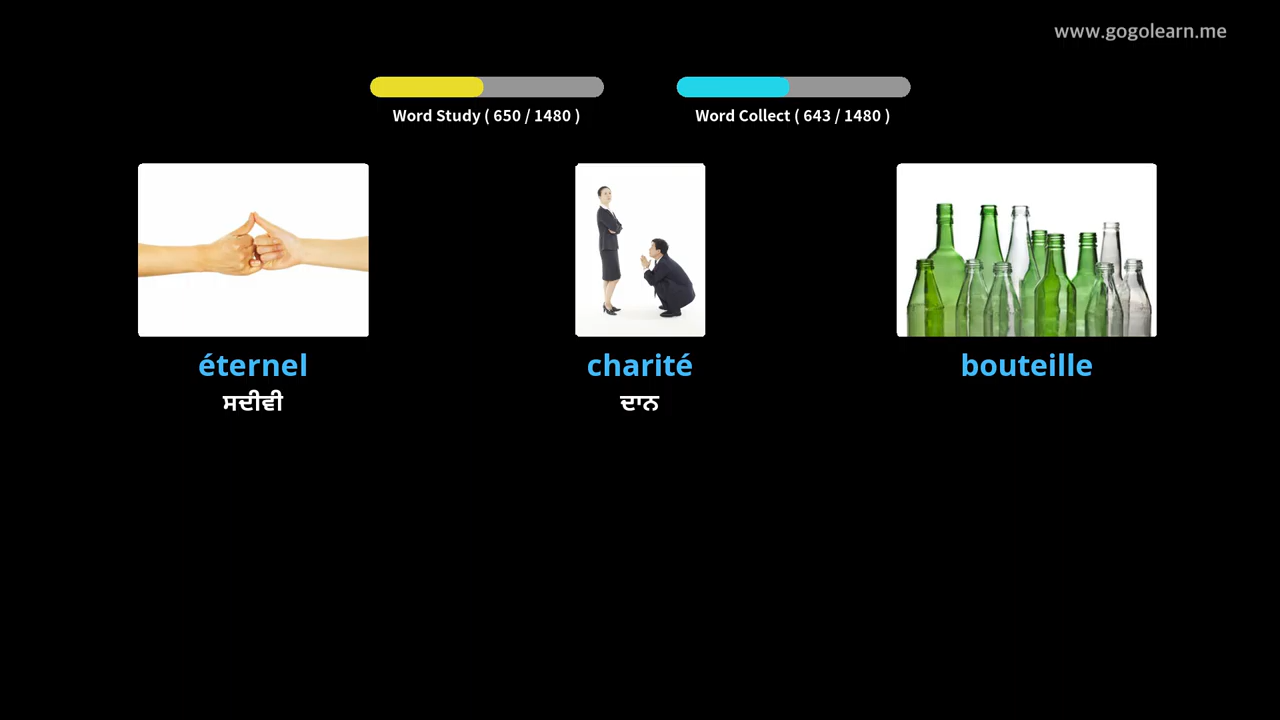 www.gogolearn.me
Word Study ( 650 / 1480 )
Word Collect ( 643 / 1480 )
éternel
charité
bouteille
ਸਦੀਵੀ
ਦਾਨ